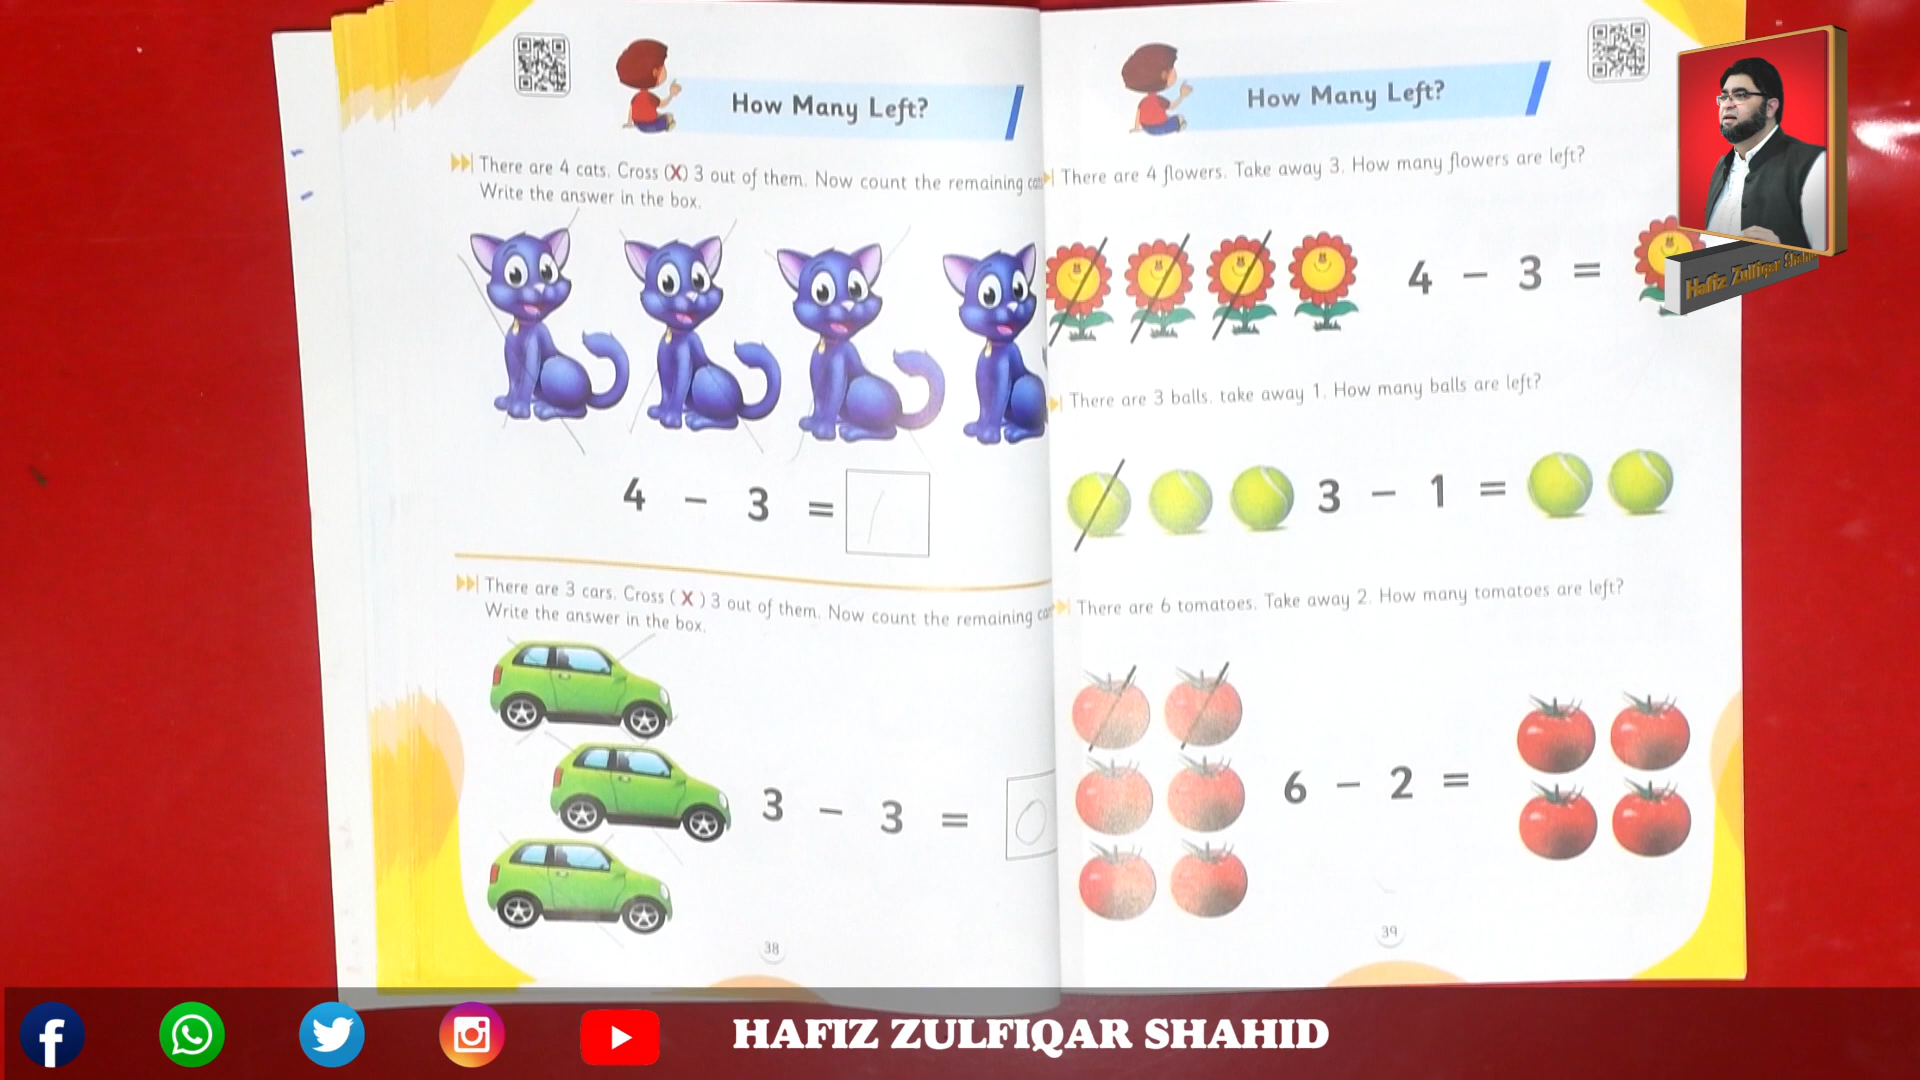 How Many Left?
There are 4 cats. Cross (X) 3 out of them. Now count the remaining
Write the answer in the box.
4 - 3 = 1
There are 3 cars. Cross ( X ) 3 out of them. Now count the remaining
Write the answer in the box.
3 - 3 = 0
38
How Many Left?
There are 4 flowers. Take away 3. How many flowers are left?
4 - 3 =
There are 3 balls. take away 1. How many balls are left?
3 - 1 =
There are 6 tomatoes. Take away 2. How many tomatoes are left?
6 - 2 =
39
Hafiz Zulfiqar
HAFIZ ZULFIQAR SHAHID